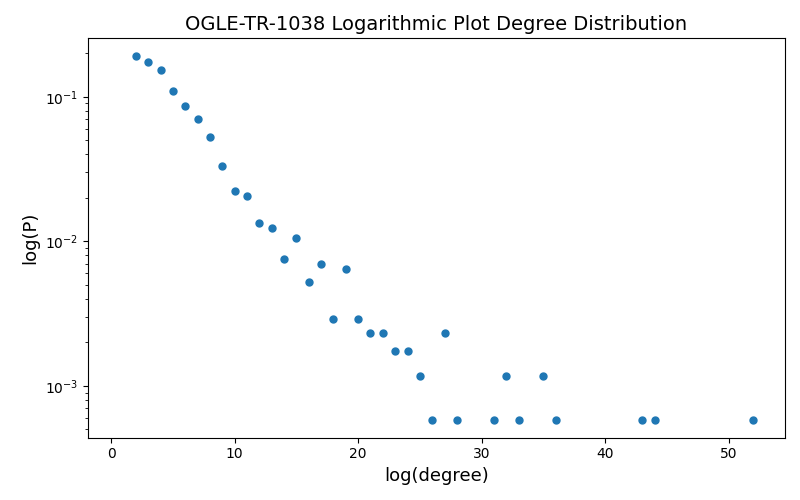 OGLE-TR-1038 Logarithmic Plot Degree Distribution
log(P)
10⁻¹
10⁻²
10⁻³
0 10 20 30 40 50
log(degree)